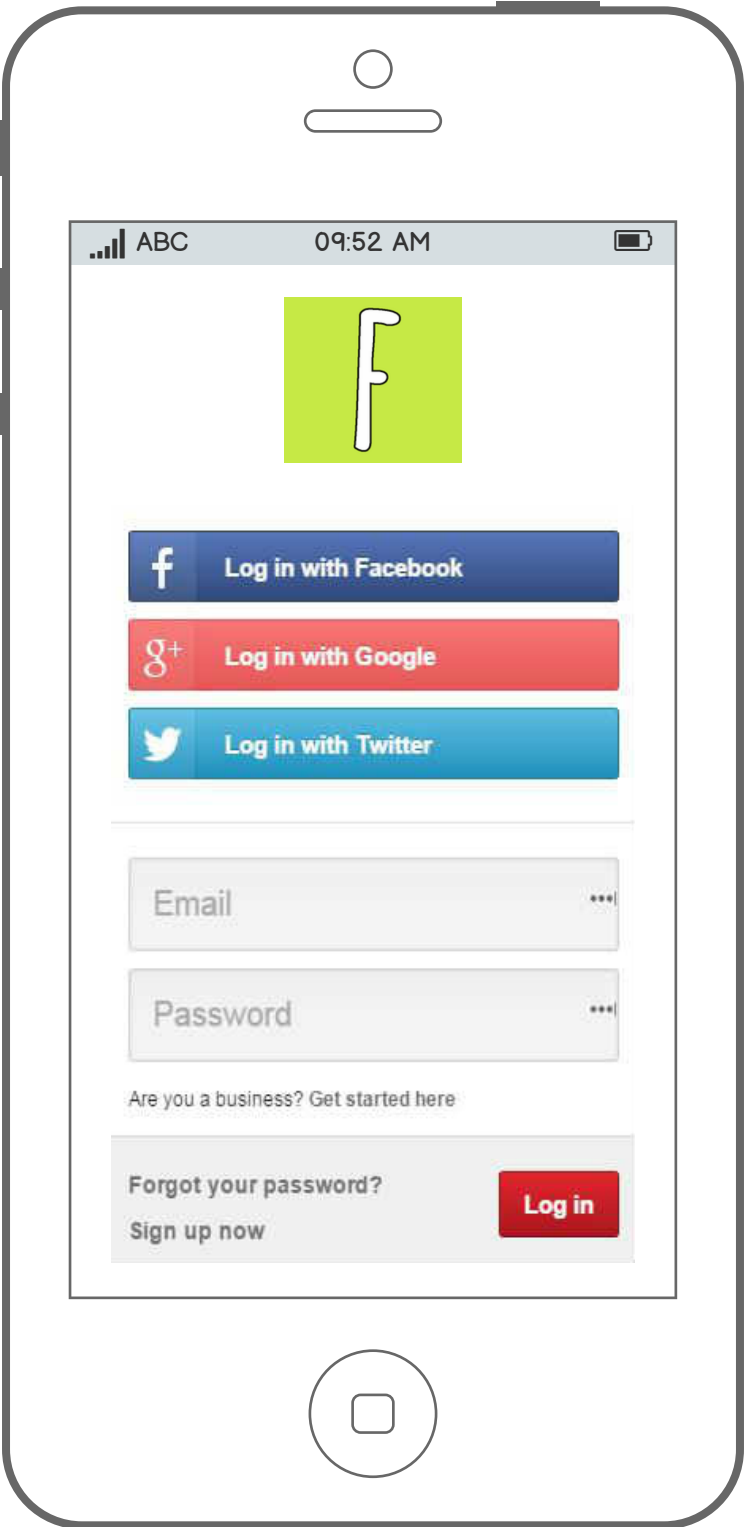 ABC 09:52 AM
F
f Log in with Facebook
g+ Log in with Google
Log in with Twitter
Email
Password
Are you a business? Get started here
Forgot your password?
Log in
Sign up now